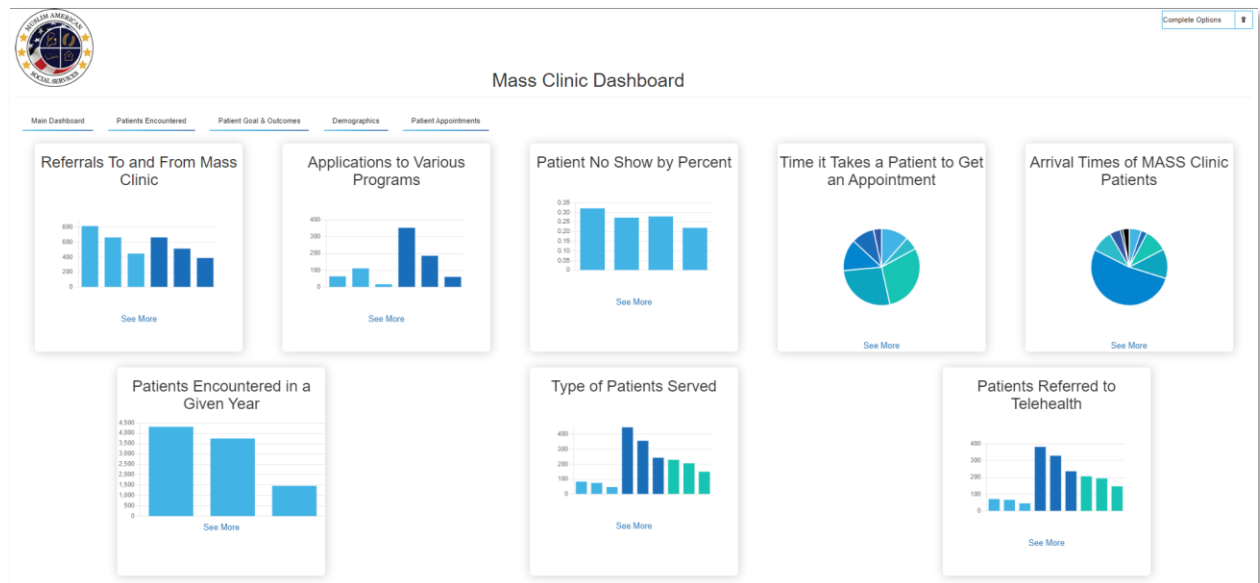 MUSLIM AMERICAN
SOCIAL SERVICES
Complete Options
Mass Clinic Dashboard
Main Dashboard
Patients Encountered
Patient Goal & Outcomes
Demographics
Patient Appointments
Referrals To and From Mass
Clinic
800
600
400
200
0
See More
Applications to Various
Programs
400
300
200
100
0
See More
Patient No Show by Percent
0.35
0.30
0.25
0.20
0.15
0.10
0.05
0
See More
Time it Takes a Patient to Get
an Appointment
See More
Arrival Times of MASS Clinic
Patients
See More
Patients Encountered in a
Given Year
4,500
4,000
3,500
3,000
2,500
2,000
1,500
1,000
500
0
See More
Type of Patients Served
400
300
200
100
0
See More
Patients Referred to
Telehealth
400
300
200
100
0
See More